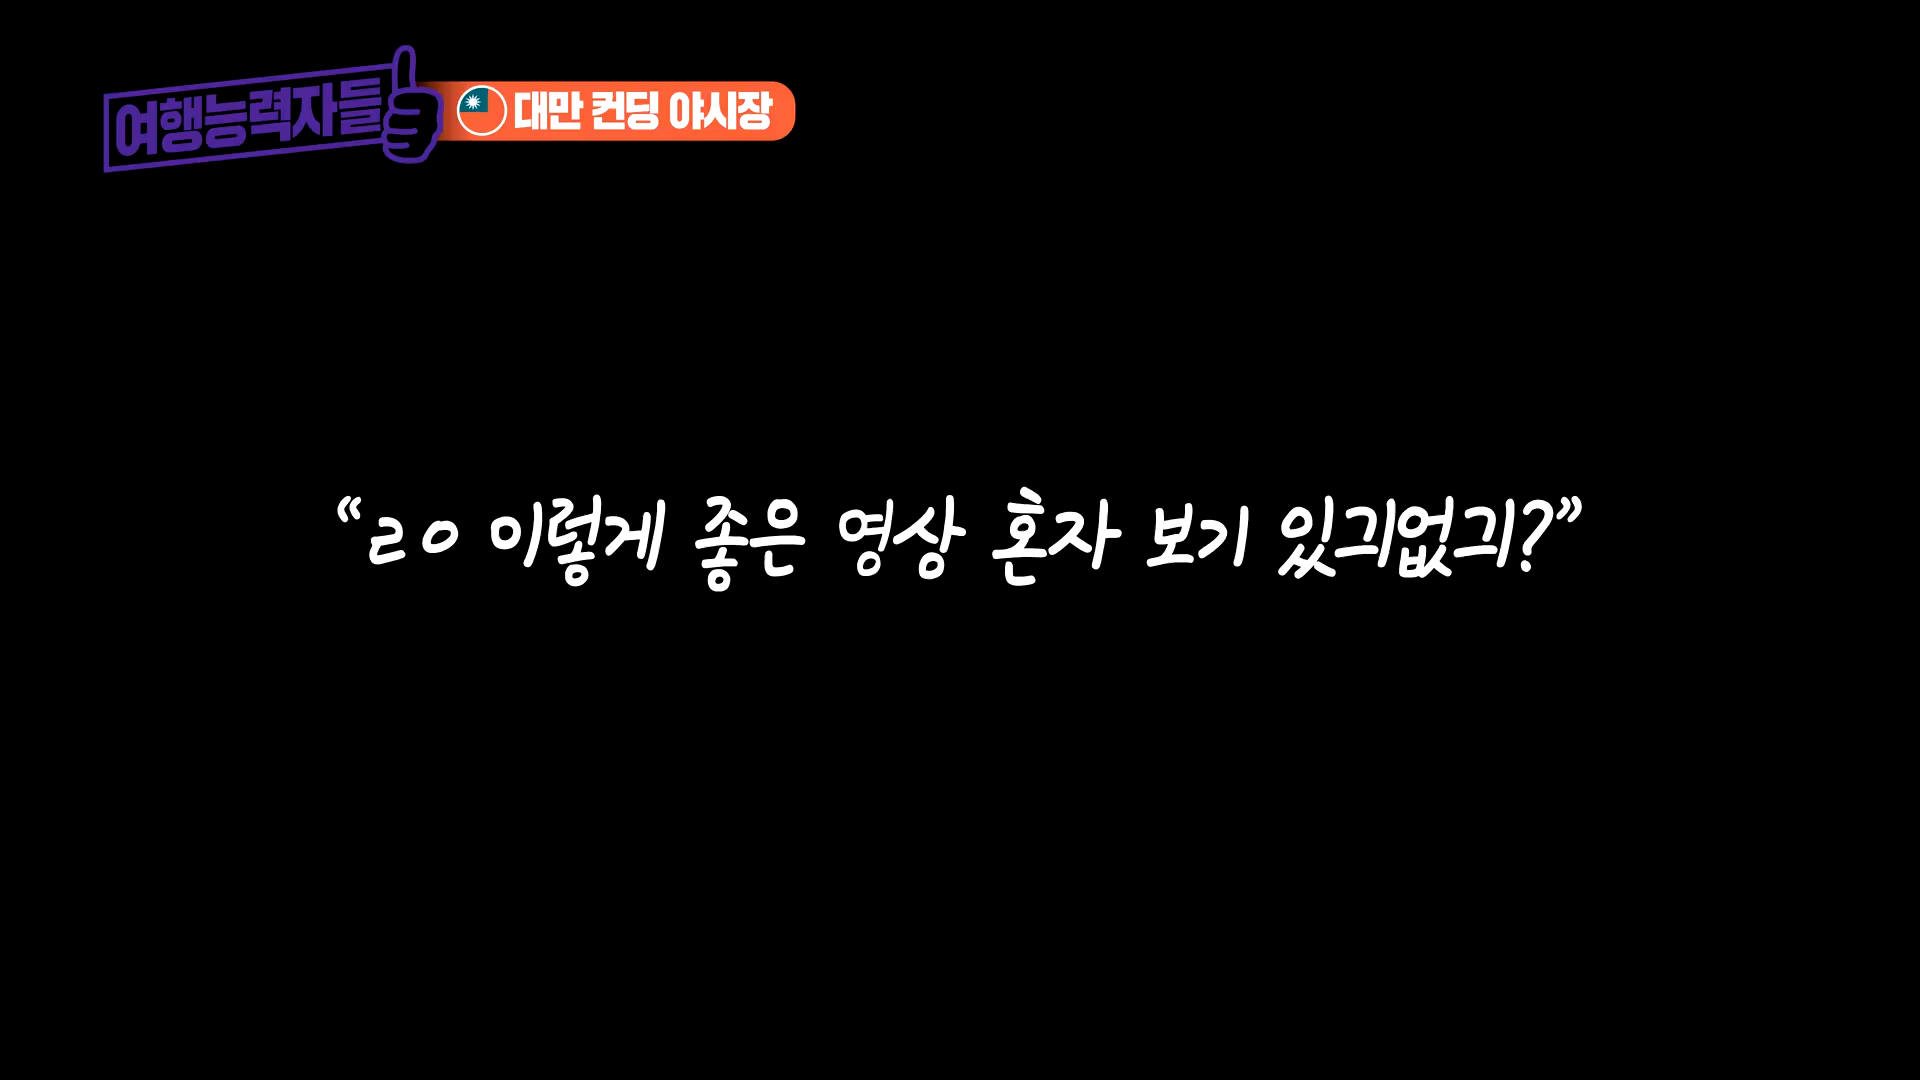 여행능력자들
대만 컨딩 야시장
“ㄹㅇ 이렇게 좋은 영상 혼자 보기 있긔없긔?”